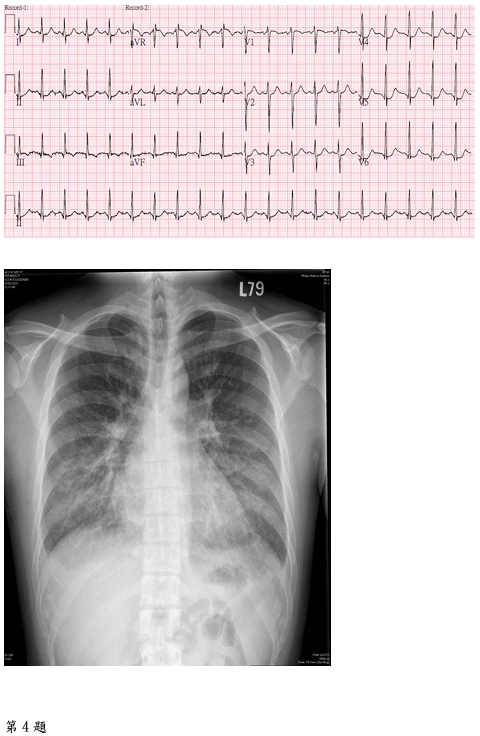 Record-1: Record-2:
I aVR V1 V4
II aVL V2 V5
III aVF V3 V6
II
L79
第 4 題